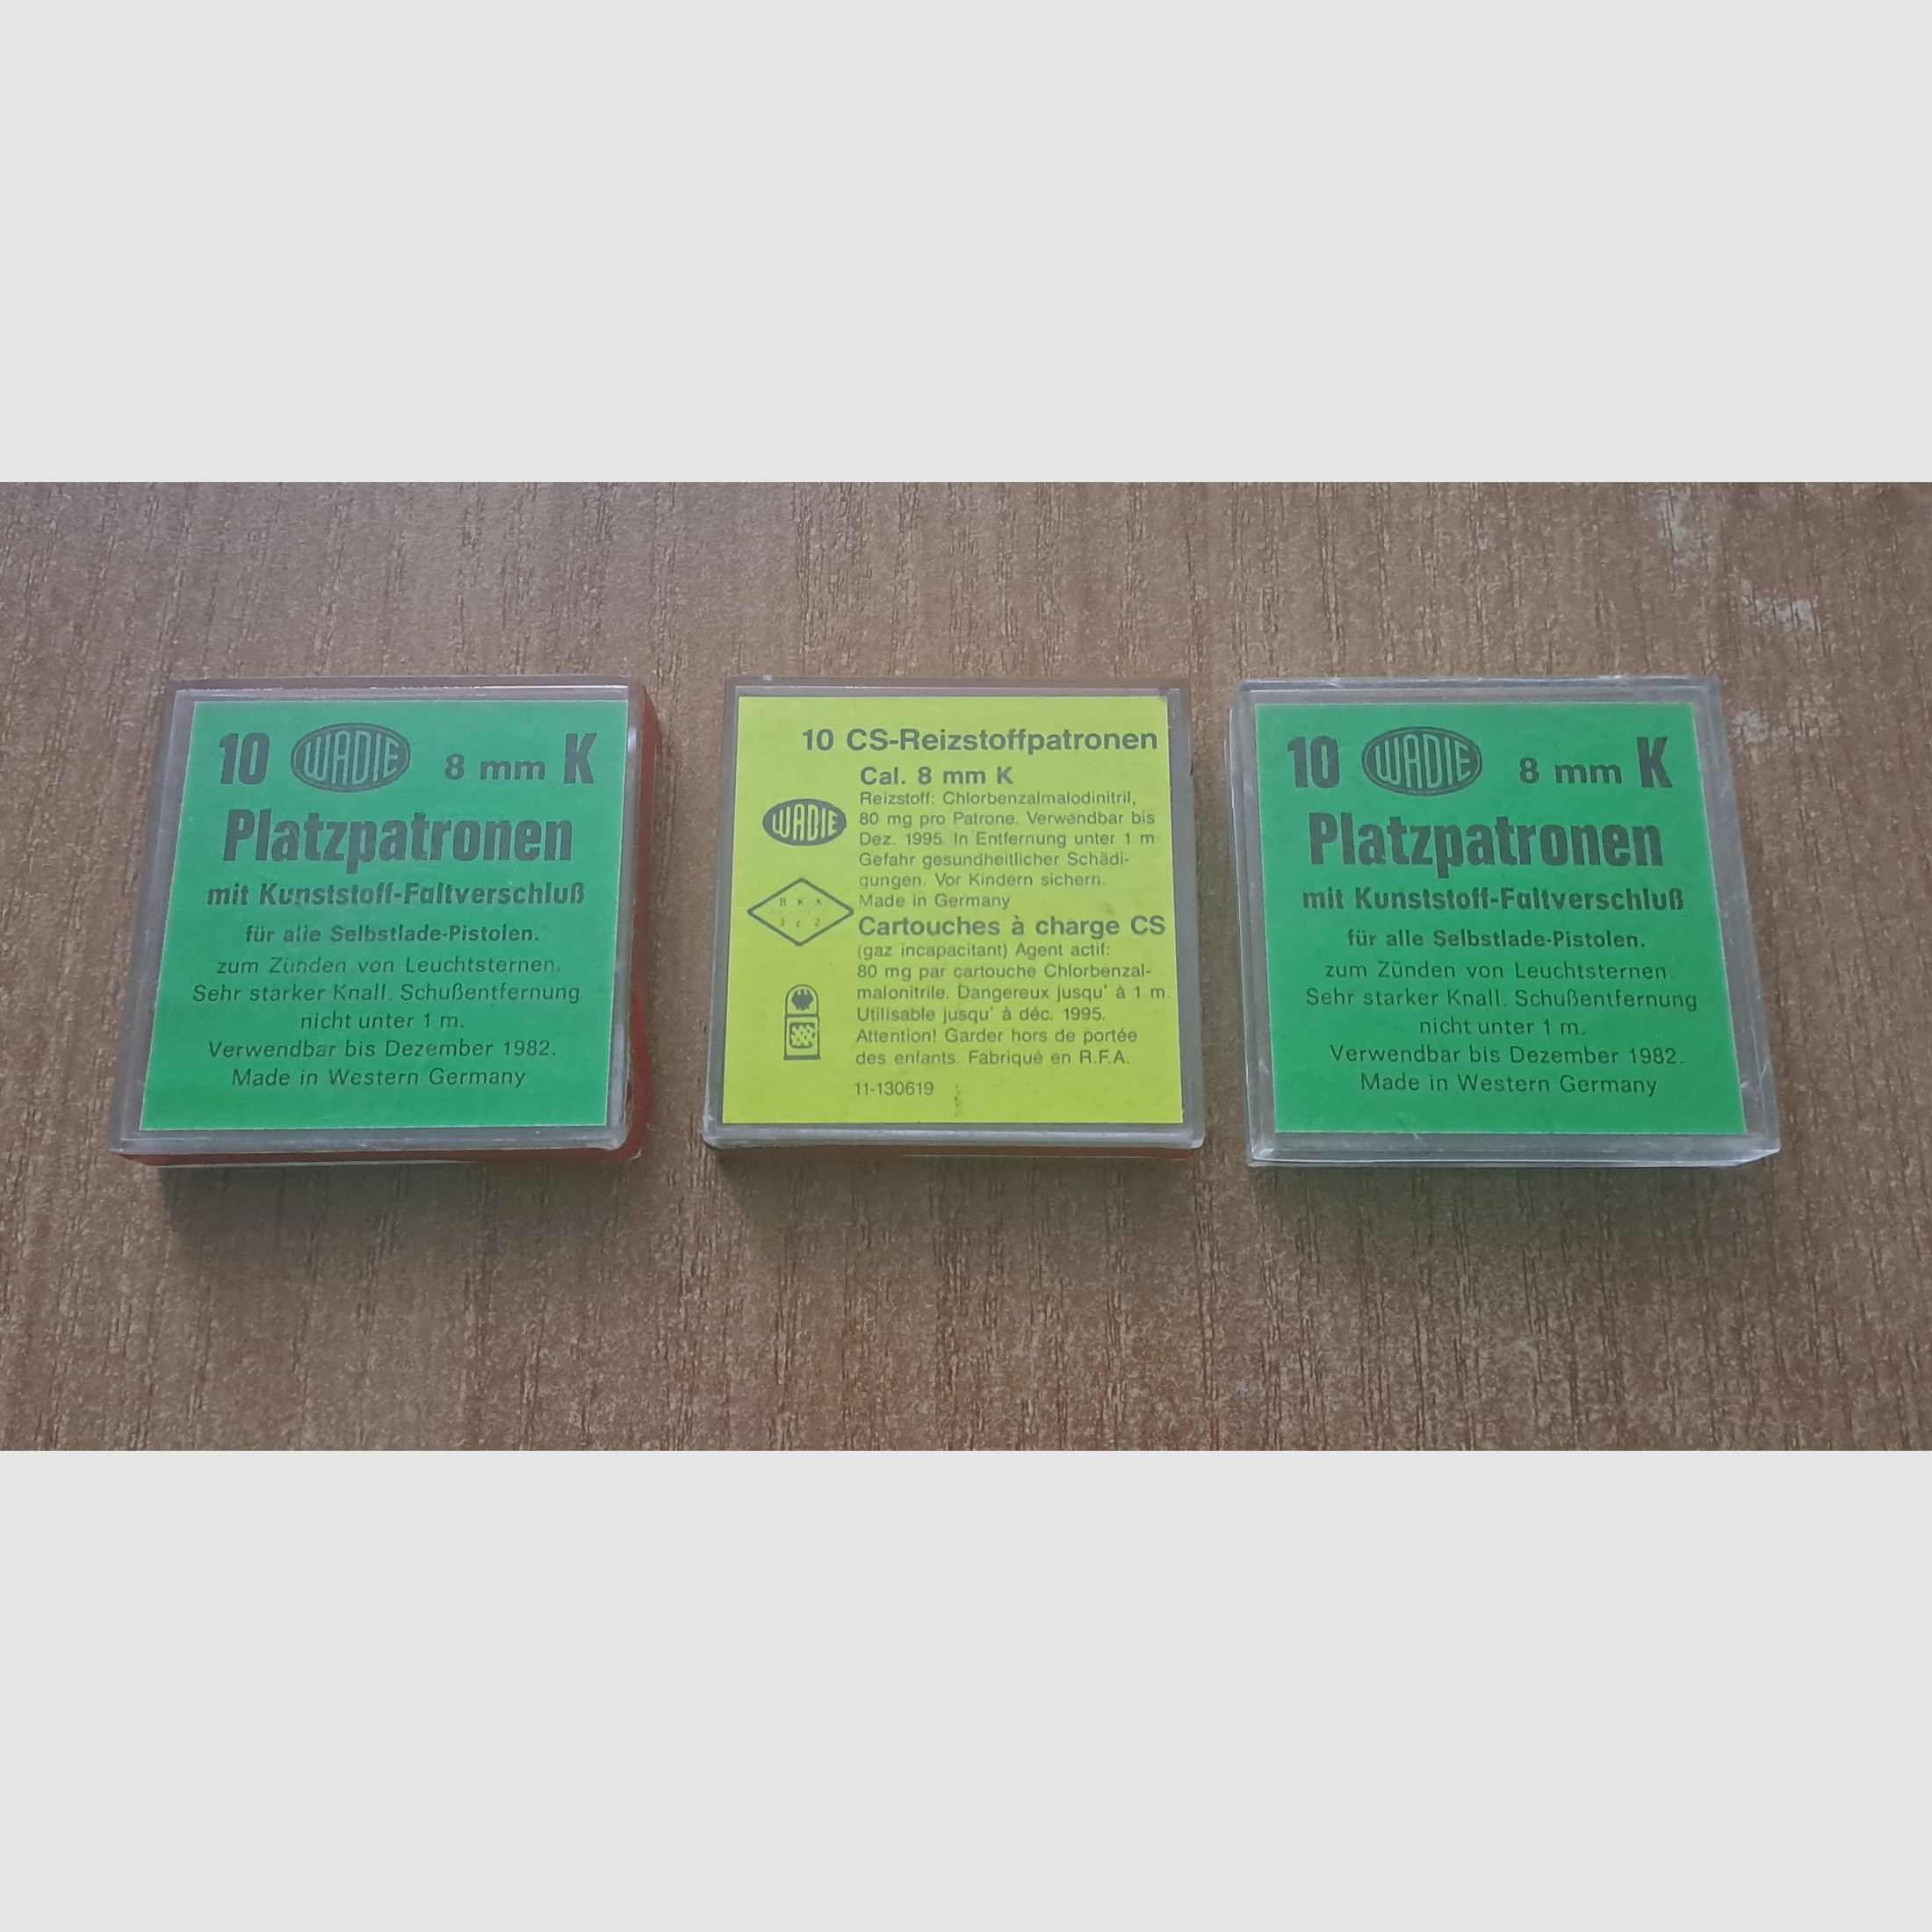 10 WADIE 8 mm K
Platzpatronen
mit Kunststoff-Faltverschluß
für alle Selbstlade-Pistolen.
zum Zünden von Leuchtsternen.
Sehr starker Knall. Schußentfernung
nicht unter 1 m.
Verwendbar bis Dezember 1982.
Made in Western Germany
10 CS-Reizstoffpatronen
Cal. 8 mm K
WADIE
Reizstoff: Chlorbenzalmalodinitril,
80 mg pro Patrone. Verwendbar bis
Dez. 1995. In Entfernung unter 1 m
Gefahr gesundheitlicher Schädi-
gungen. Vor Kindern sichern.
Made in Germany
BKA
Cartouches à charge CS
(gaz incapacitant) Agent actif:
80 mg par cartouche Chlorbenzal-
malonitrile. Dangereux jusqu' à 1 m.
Utilisable jusqu' à déc. 1995.
Attention! Garder hors de portée
des enfants. Fabriqué en R.F.A.
11-130619
10 WADIE 8 mm K
Platzpatronen
mit Kunststoff-Faltverschluß
für alle Selbstlade-Pistolen.
zum Zünden von Leuchtsternen.
Sehr starker Knall. Schußentfernung
nicht unter 1 m.
Verwendbar bis Dezember 1982.
Made in Western Germany